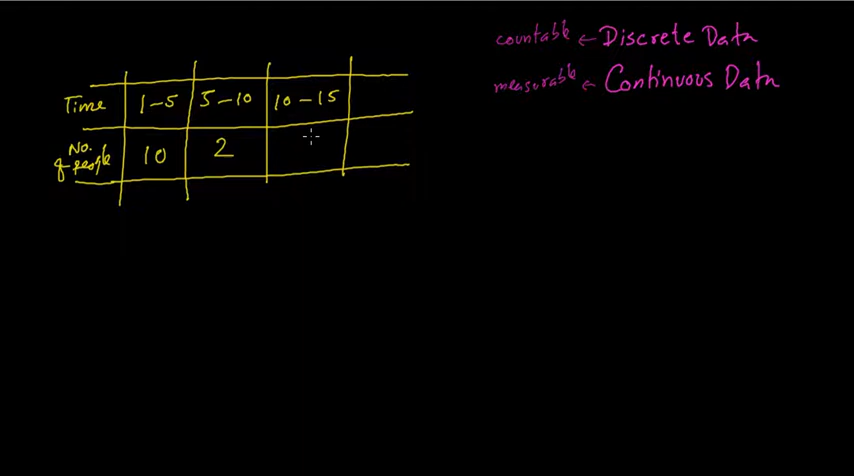 countable ← Discrete Data
measurable ← Continuous Data
Time 1-5 5-10 10-15
No. of people 10 2